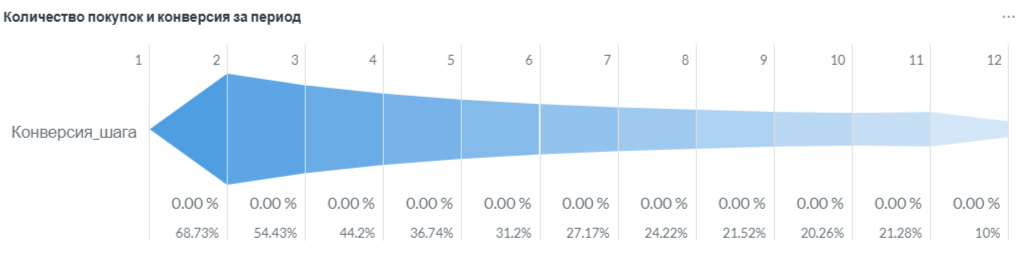 Количество покупок и конверсия за период
1 2 3 4 5 6 7 8 9 10 11 12
Конверсия_шага
0.00 % 0.00 % 0.00 % 0.00 % 0.00 % 0.00 % 0.00 % 0.00 % 0.00 % 0.00 % 0.00 %
68.73% 54.43% 44.2% 36.74% 31.2% 27.17% 24.22% 21.52% 20.26% 21.28% 10%